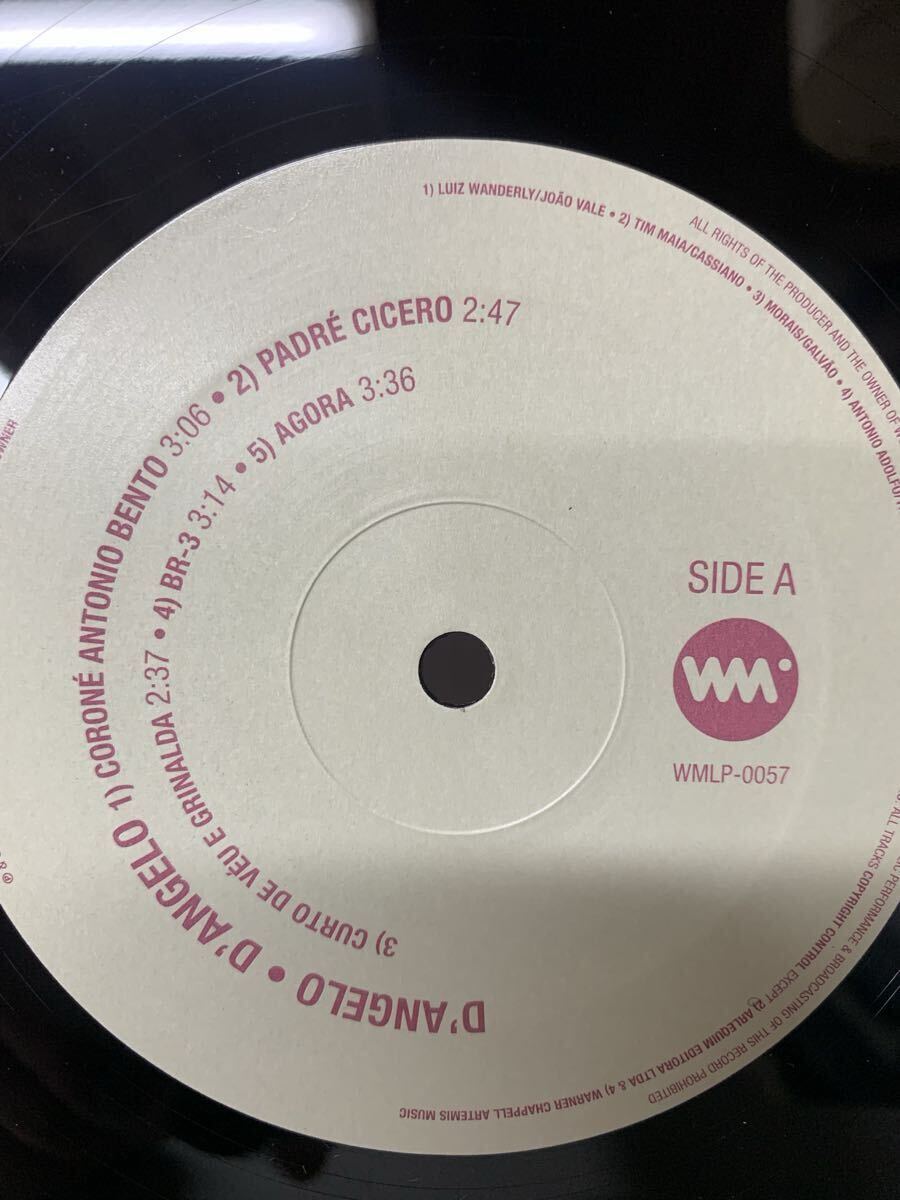 D'ANGELO • D'ANGELO 1) CORONÉ ANTONIO BENTO 3:06 • 2) PADRÉ CICERO 2:47
3) CURTO DE VÉU E GRINALDA 2:37 • 4) BR-3 3:14 • 5) AGORA 3:36
SIDE A
WM
WMLP-0057
1) LUIZ WANDERLY/JOÃO VALE • 2) TIM MAIA/CASSIANO • 3) MORAIS/GALVÃO • 4) ANTONIO ADOLFO/
ALL RIGHTS OF THE PRODUCER AND THE OWNER OF
PERFORMANCE & BROADCASTING OF THIS RECORD PROHIBITED
ALL TRACKS COPYRIGHT CONTROL EXCEPT 2) ARLEQUIM EDITORA LTDA & 4) WARNER CHAPPELL ARTEMIS MUSIC
OWNER
℗ &